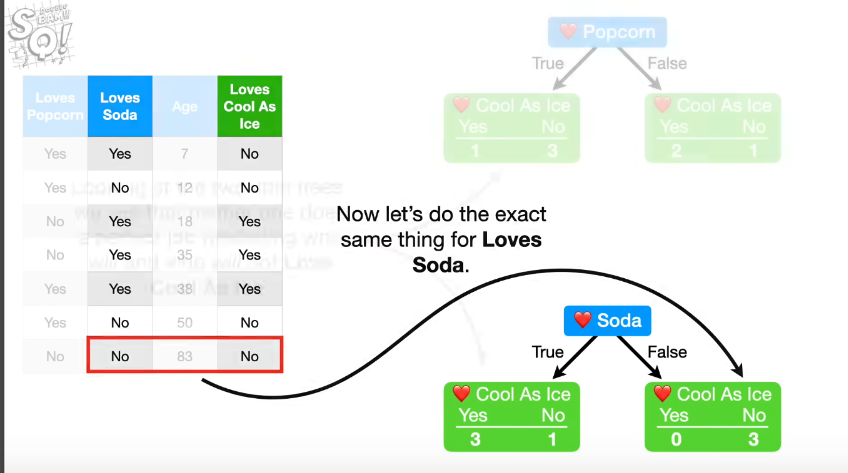 SQ!
❤️ Popcorn
True False
❤️ Cool As Ice ❤️ Cool As Ice
Yes No Yes No
1 3 2 1
Loves Popcorn Loves Soda Age Loves Cool As Ice
Yes Yes 7 No
Yes No 12 No
No Yes 18 Yes
No Yes 35 Yes
Yes Yes 38 Yes
Yes No 50 No
No No 83 No
Now let's do the exact
same thing for Loves
Soda.
❤️ Soda
True False
❤️ Cool As Ice ❤️ Cool As Ice
Yes No Yes No
3 1 0 3